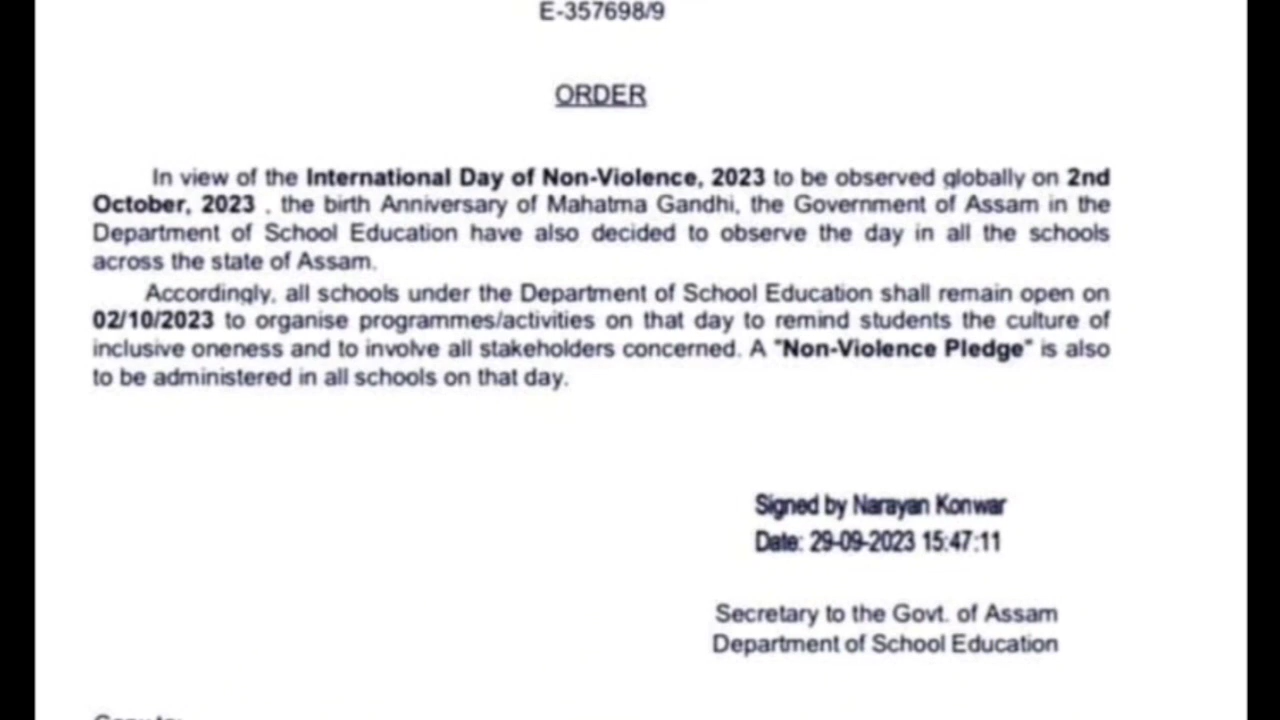 E-357698/9
ORDER
In view of the International Day of Non-Violence, 2023 to be observed globally on 2nd
October, 2023 , the birth Anniversary of Mahatma Gandhi, the Government of Assam in the
Department of School Education have also decided to observe the day in all the schools
across the state of Assam.
Accordingly, all schools under the Department of School Education shall remain open on
02/10/2023 to organise programmes/activities on that day to remind students the culture of
inclusive oneness and to involve all stakeholders concerned. A "Non-Violence Pledge" is also
to be administered in all schools on that day.
Signed by Narayan Konwar
Date: 29-09-2023 15:47:11
Secretary to the Govt. of Assam
Department of School Education